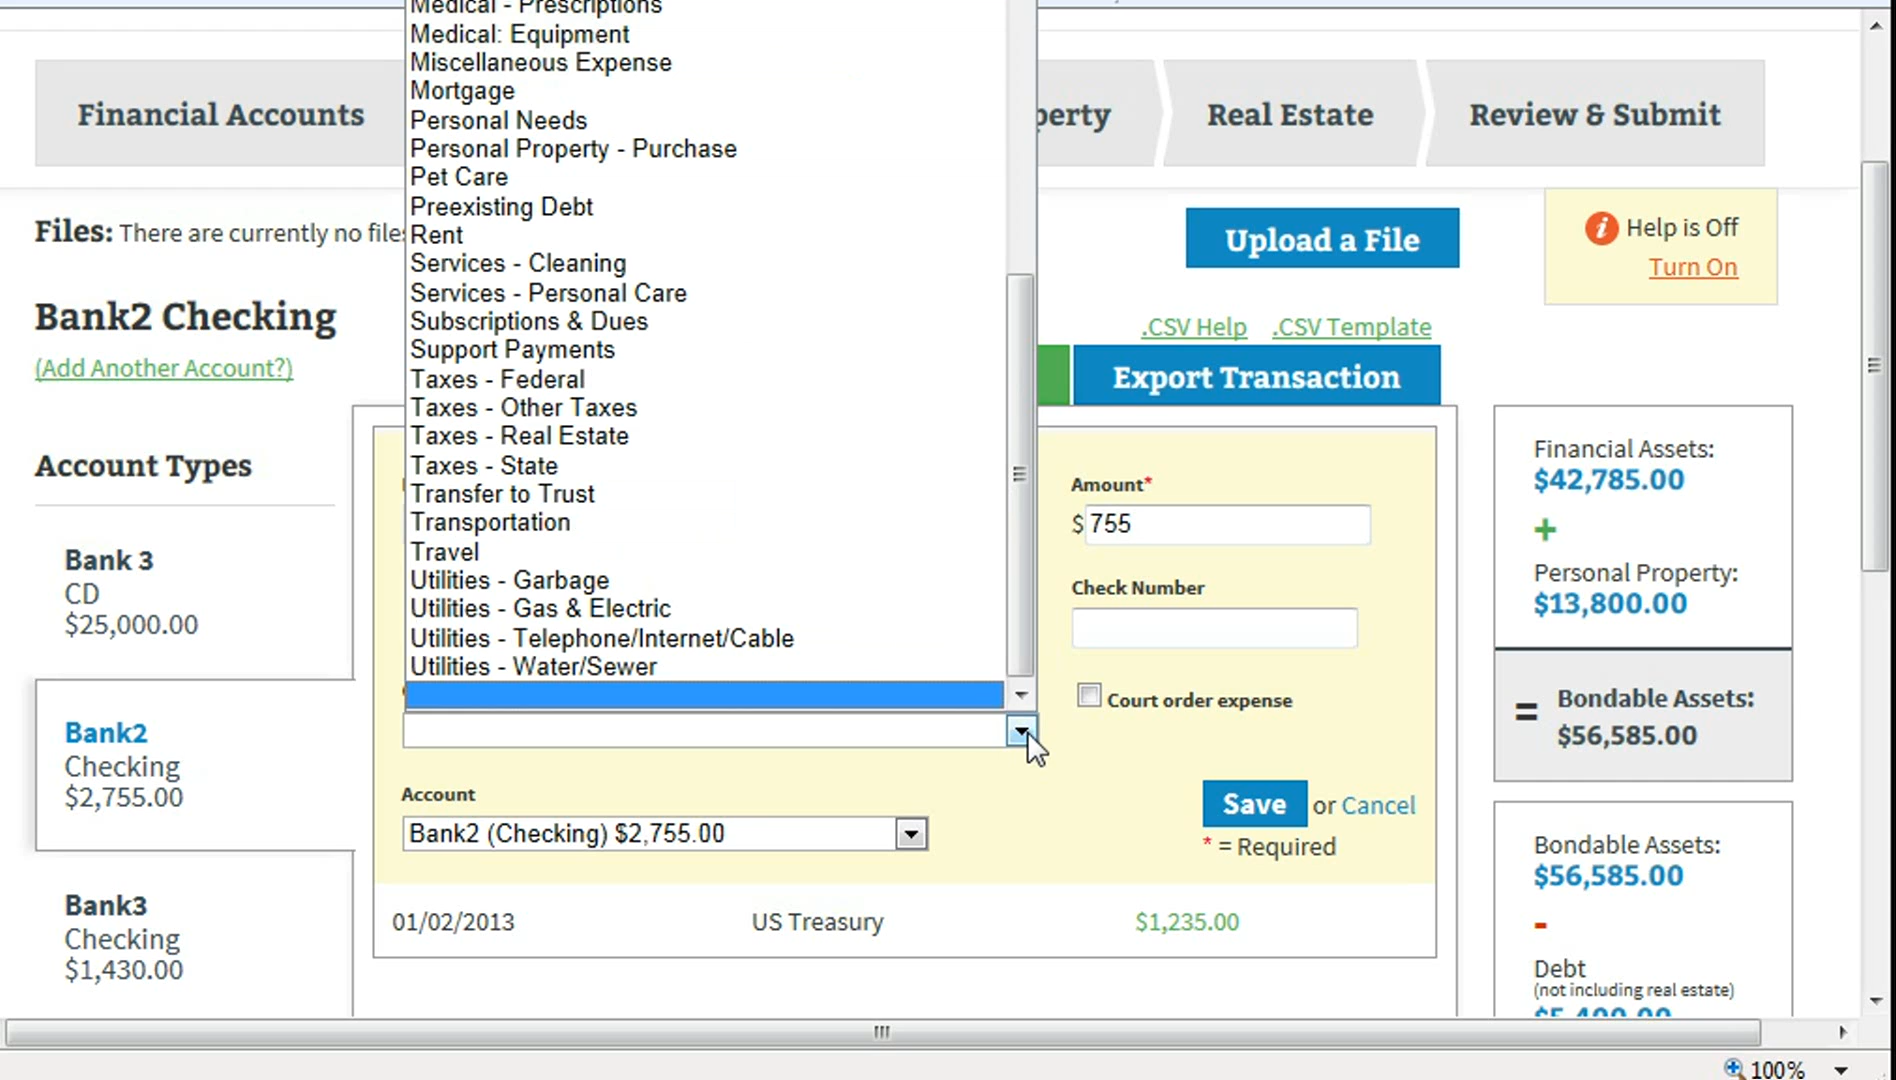 Medical - Prescriptions
Medical: Equipment
Miscellaneous Expense
Mortgage
Personal Needs
Personal Property - Purchase
Pet Care
Preexisting Debt
Rent
Services - Cleaning
Services - Personal Care
Subscriptions & Dues
Support Payments
Taxes - Federal
Taxes - Other Taxes
Taxes - Real Estate
Taxes - State
Transfer to Trust
Transportation
Travel
Utilities - Garbage
Utilities - Gas & Electric
Utilities - Telephone/Internet/Cable
Utilities - Water/Sewer
Financial Accounts
perty
Real Estate
Review & Submit
Files: There are currently no files
Upload a File
Help is Off
Turn On
Bank2 Checking
(Add Another Account?)
.CSV Help
.CSV Template
Export Transaction
Account Types
Bank 3
CD
$25,000.00
Bank2
Checking
$2,755.00
Bank3
Checking
$1,430.00
Amount*
$ 755
Check Number
Court order expense
Account
Bank2 (Checking) $2,755.00
Save or Cancel
* = Required
01/02/2013 US Treasury $1,235.00
Financial Assets:
$42,785.00
+
Personal Property:
$13,800.00
= Bondable Assets:
$56,585.00
Bondable Assets:
$56,585.00
-
Debt
(not including real estate)
$5,400.00
100%